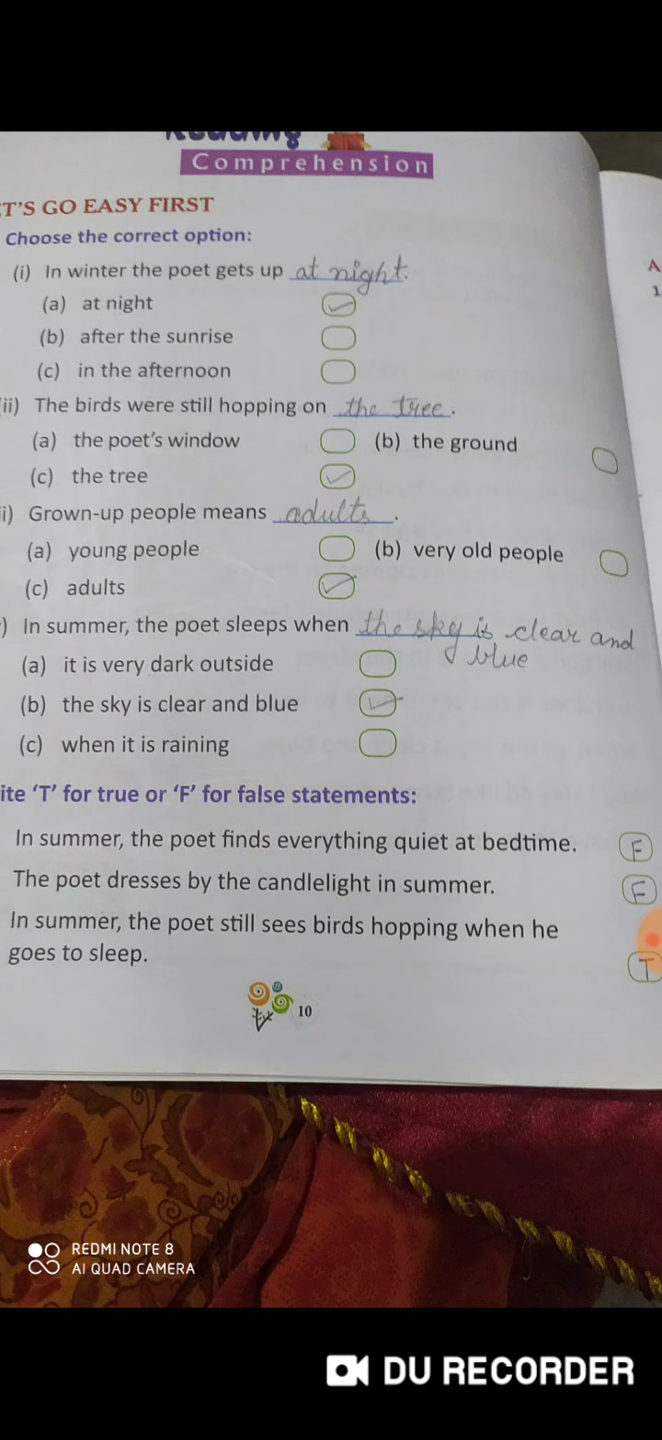 Reading
Comprehension
T'S GO EASY FIRST
Choose the correct option:
(i) In winter the poet gets up at night.
(a) at night
(b) after the sunrise
(c) in the afternoon
ii) The birds were still hopping on the tree.
(a) the poet's window (b) the ground
(c) the tree
i) Grown-up people means adults.
(a) young people (b) very old people
(c) adults
) In summer, the poet sleeps when the sky is clear and
blue
(a) it is very dark outside
(b) the sky is clear and blue
(c) when it is raining
ite 'T' for true or 'F' for false statements:
In summer, the poet finds everything quiet at bedtime. F
The poet dresses by the candlelight in summer. F
In summer, the poet still sees birds hopping when he
goes to sleep. T
10
A
1
REDMI NOTE 8
AI QUAD CAMERA
DU RECORDER